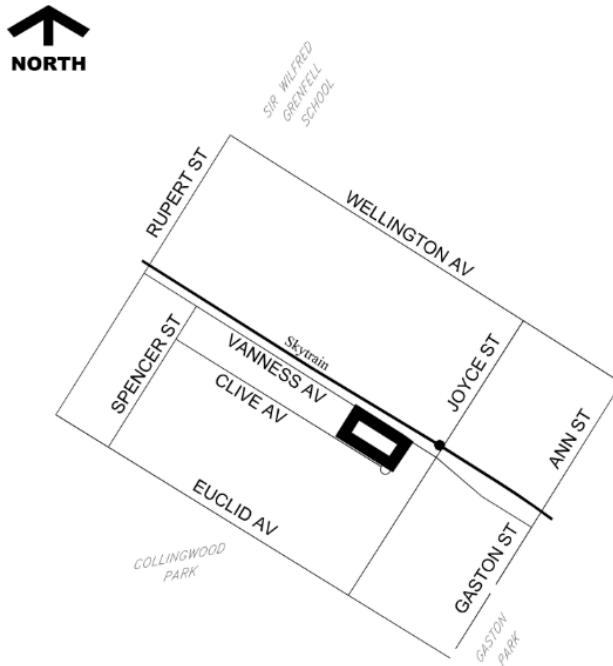 NORTH
SIR WILFRED
GRENFELL
SCHOOL
RUPERT ST
WELLINGTON AV
Skytrain
JOYCE ST
SPENCER ST
VANNESS AV
CLIVE AV
ANN ST
EUCLID AV
GASTON ST
COLLINGWOOD
PARK
GASTON
PARK